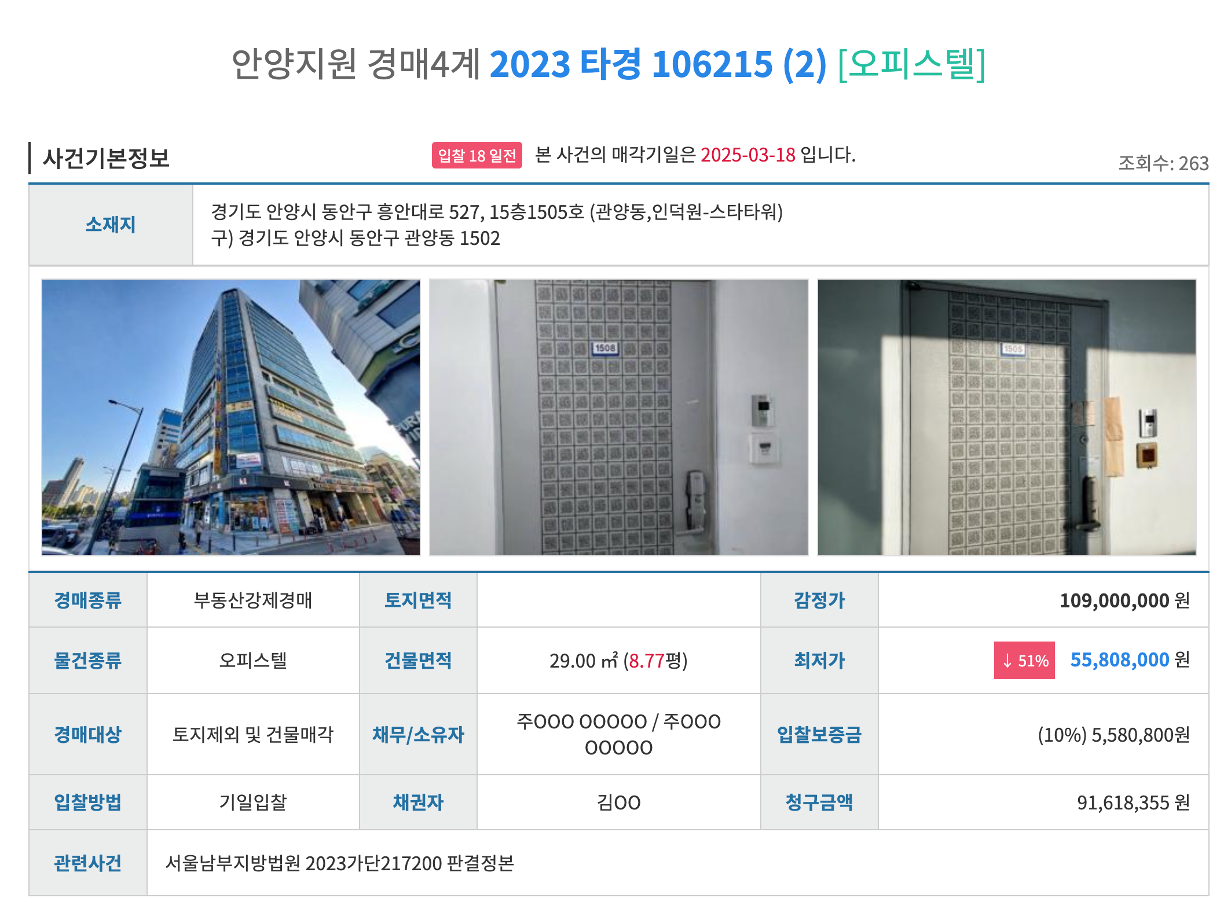 안양지원 경매4계 2023 타경 106215 (2) [오피스텔]
사건기본정보
입찰 18 일전 본 사건의 매각기일은 2025-03-18 입니다.
조회수: 263
소재지
경기도 안양시 동안구 흥안대로 527, 15층1505호 (관양동,인덕원-스타타워)
구) 경기도 안양시 동안구 관양동 1502
1508
1505
경매종류 부동산강제경매 토지면적 감정가 109,000,000 원
물건종류 오피스텔 건물면적 29.00 ㎡ (8.77평) 최저가 ↓ 51% 55,808,000 원
경매대상 토지제외 및 건물매각 채무/소유자 주OOO OOOOO / 주OOO
OOOOO
입찰보증금 (10%) 5,580,800원
입찰방법 기일입찰 채권자 김OO 청구금액 91,618,355 원
관련사건 서울남부지방법원 2023가단217200 판결정본